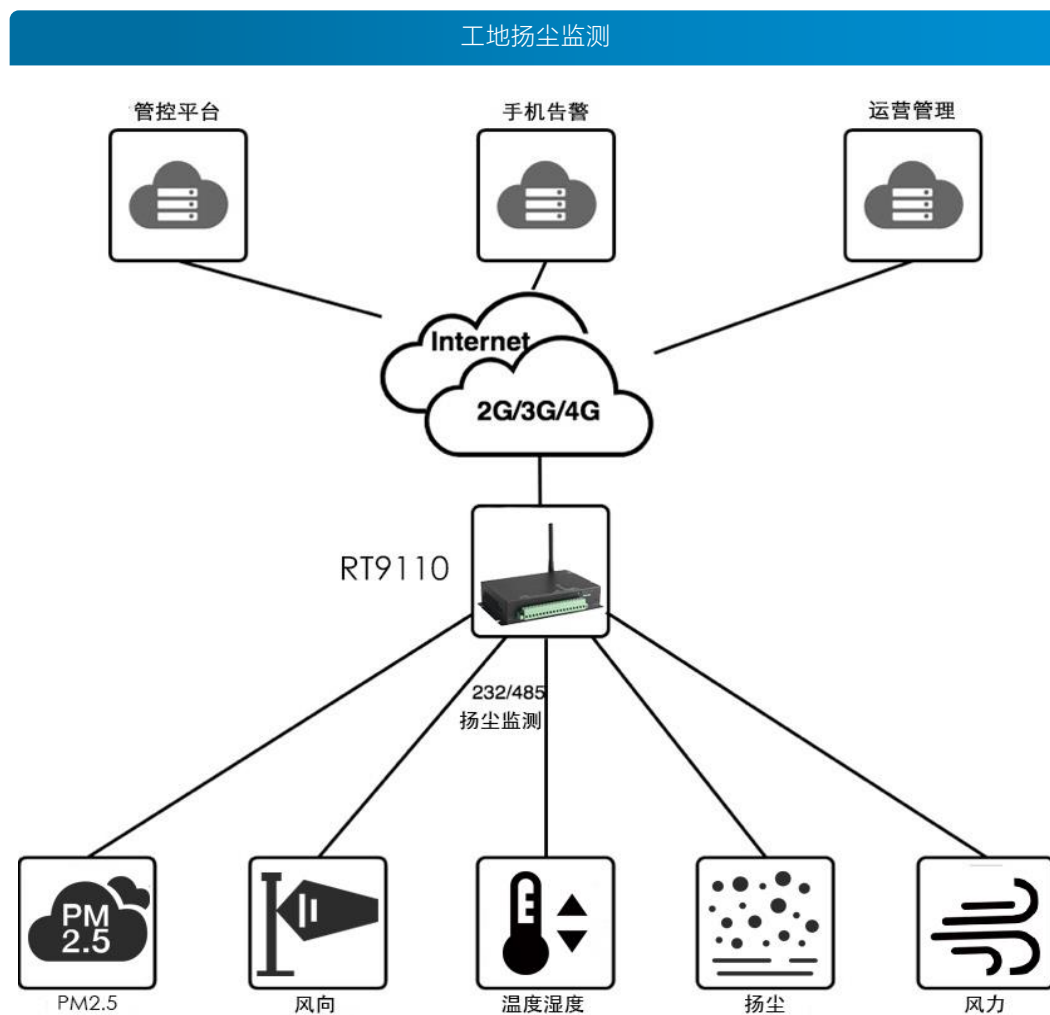 工地扬尘监测
管控平台
手机告警
运营管理
Internet
2G/3G/4G
RT9110
232/485
扬尘监测
PM
2.5
PM2.5
风向
温度湿度
扬尘
风力